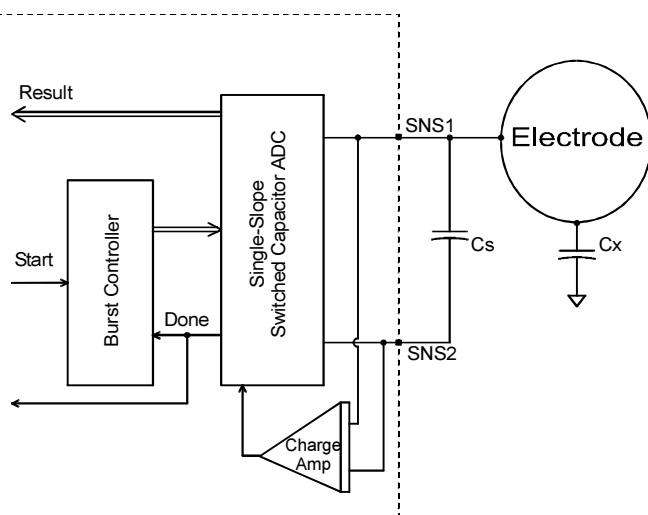 Result
SNS1
Electrode
Single-Slope
Switched Capacitor ADC
Burst Controller
Start
Cs
Cx
Done
SNS2
Charge
Amp